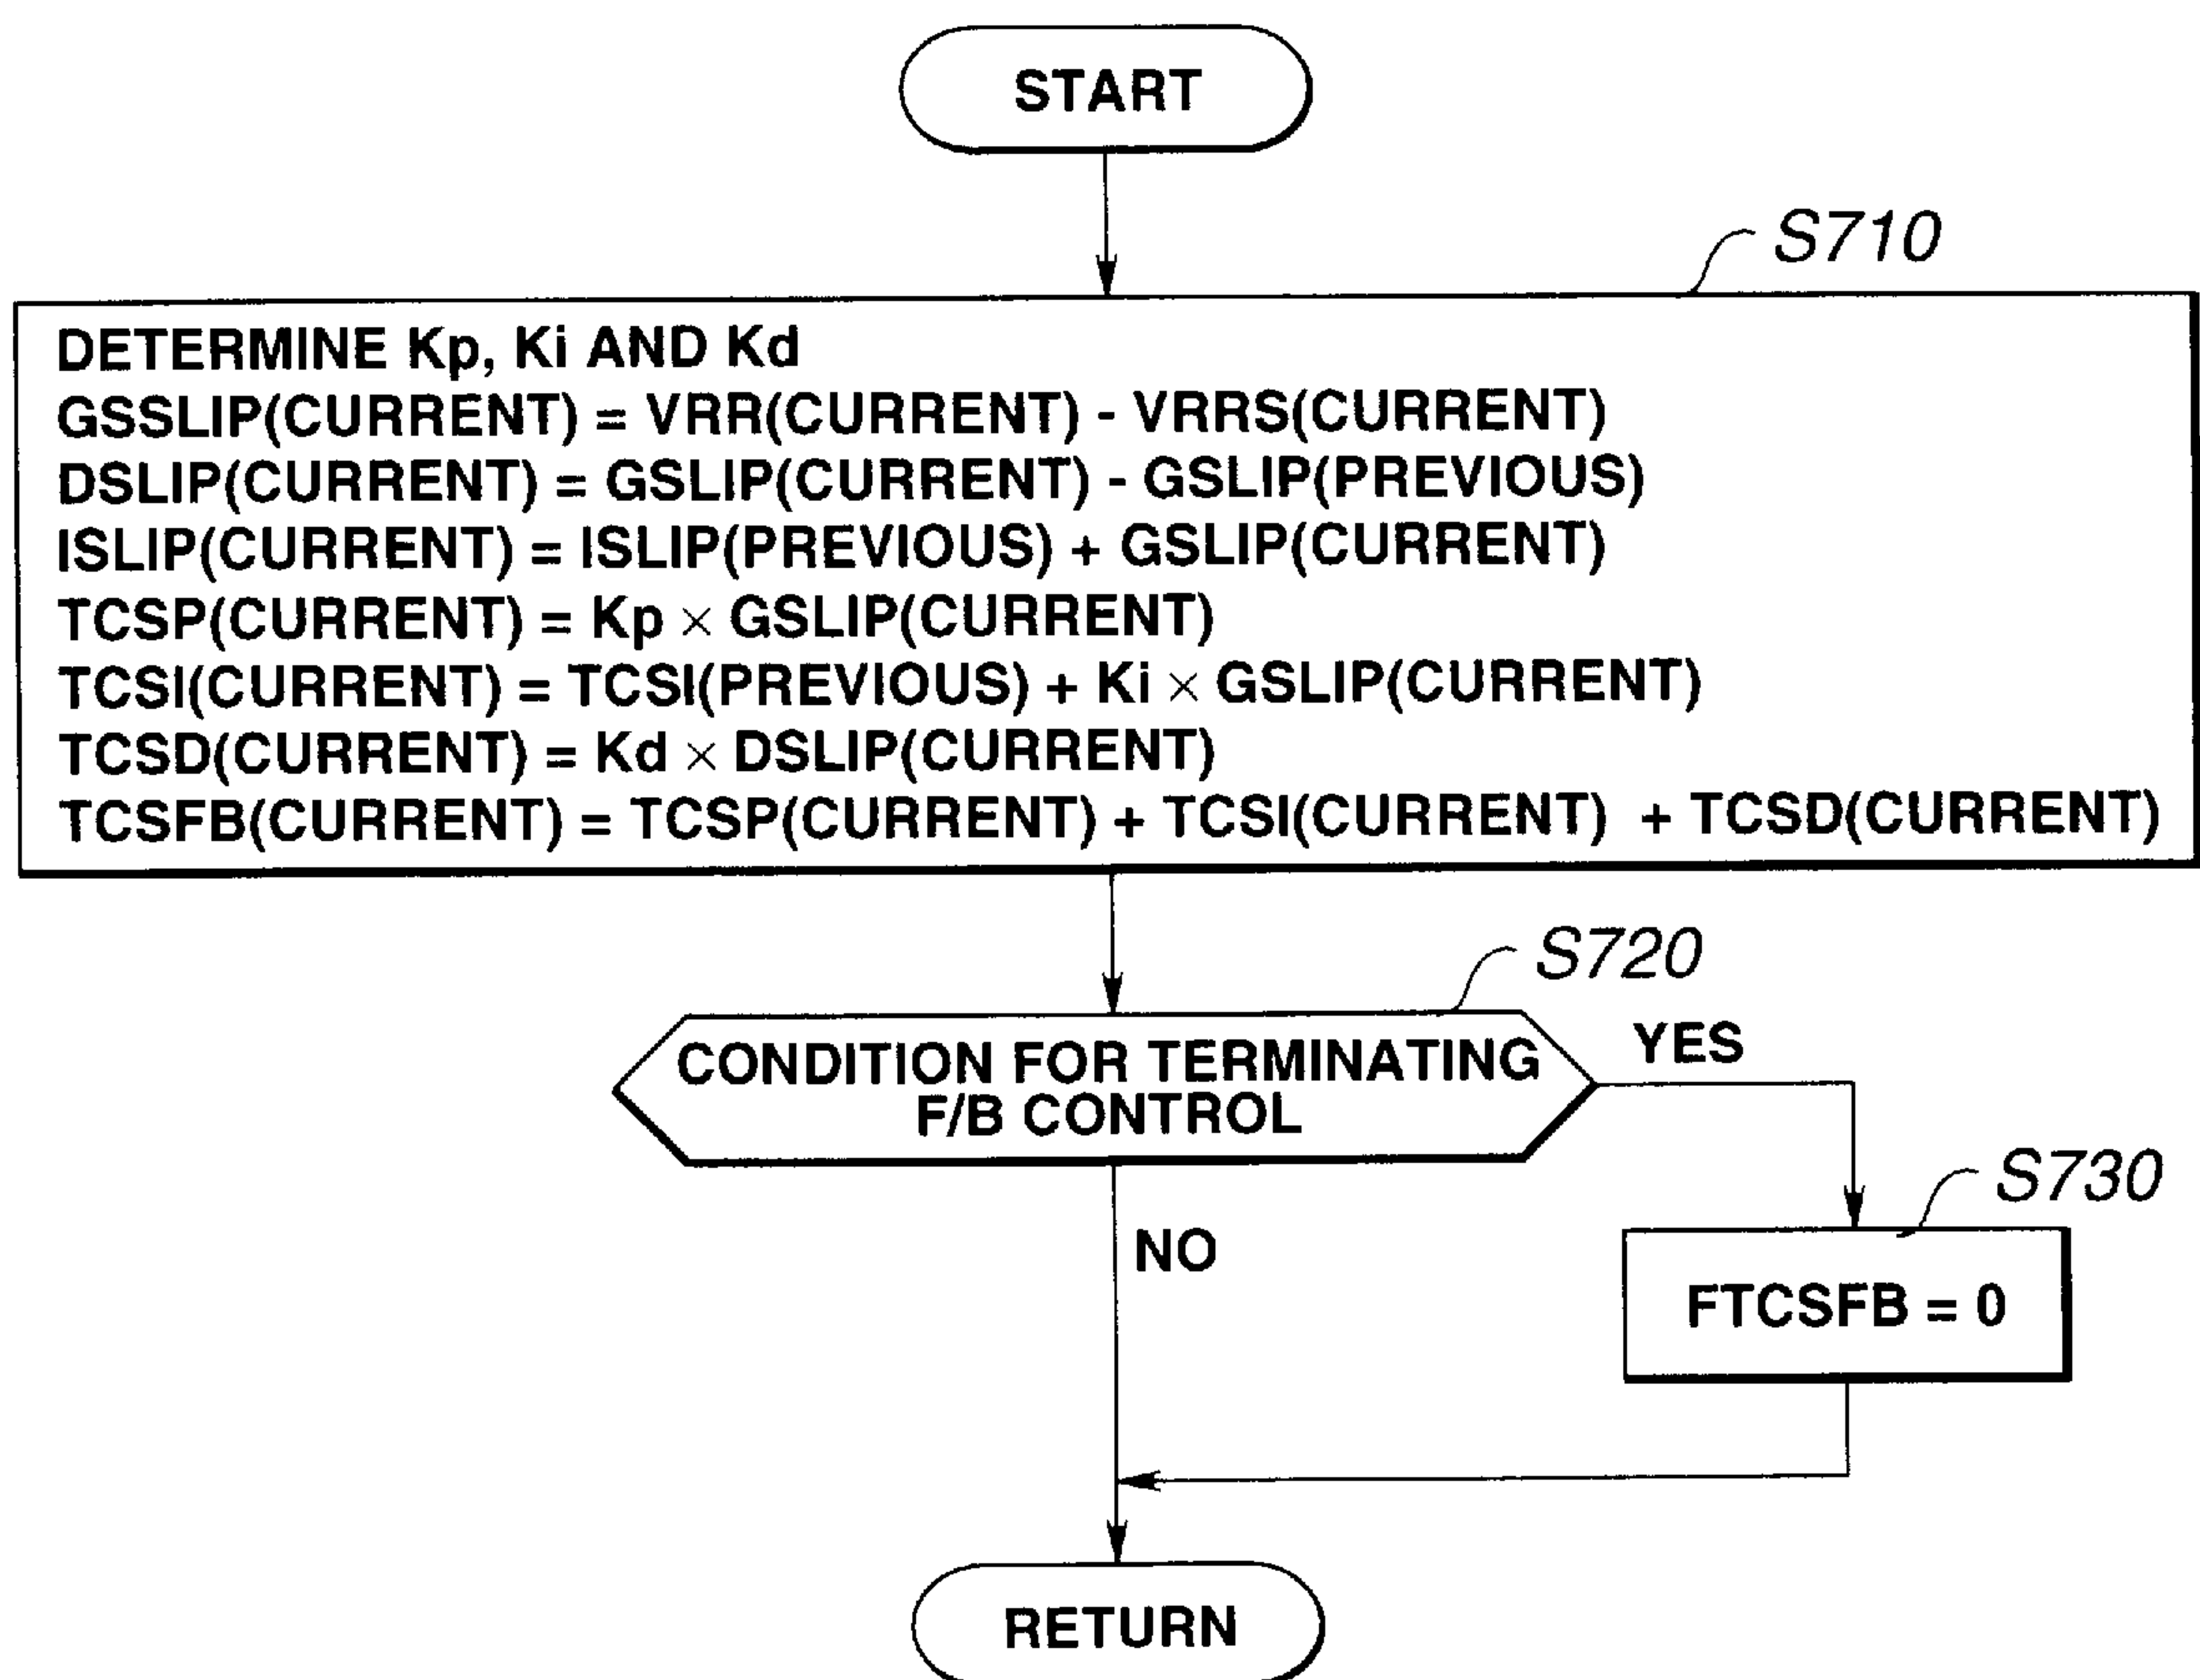 START
S710
DETERMINE Kp, Ki AND Kd
GSSLIP(CURRENT) = VRR(CURRENT) - VRRS(CURRENT)
DSLIP(CURRENT) = GSLIP(CURRENT) - GSLIP(PREVIOUS)
ISLIP(CURRENT) = ISLIP(PREVIOUS) + GSLIP(CURRENT)
TCSP(CURRENT) = Kp × GSLIP(CURRENT)
TCSI(CURRENT) = TCSI(PREVIOUS) + Ki × GSLIP(CURRENT)
TCSD(CURRENT) = Kd × DSLIP(CURRENT)
TCSFB(CURRENT) = TCSP(CURRENT) + TCSI(CURRENT) + TCSD(CURRENT)
S720
CONDITION FOR TERMINATING
F/B CONTROL
YES
S730
NO
FTCSFB = 0
RETURN